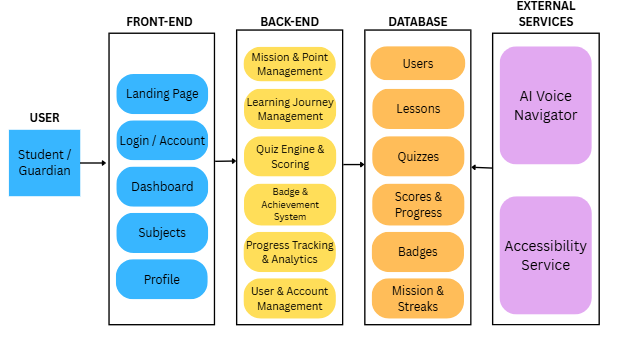 USER
Student /
Guardian
FRONT-END
Landing Page
Login / Account
Dashboard
Subjects
Profile
BACK-END
Mission & Point
Management
Learning Journey
Management
Quiz Engine &
Scoring
Badge &
Achievement
System
Progress Tracking
& Analytics
User & Account
Management
DATABASE
Users
Lessons
Quizzes
Scores &
Progress
Badges
Mission &
Streaks
EXTERNAL
SERVICES
AI Voice
Navigator
Accessibility
Service